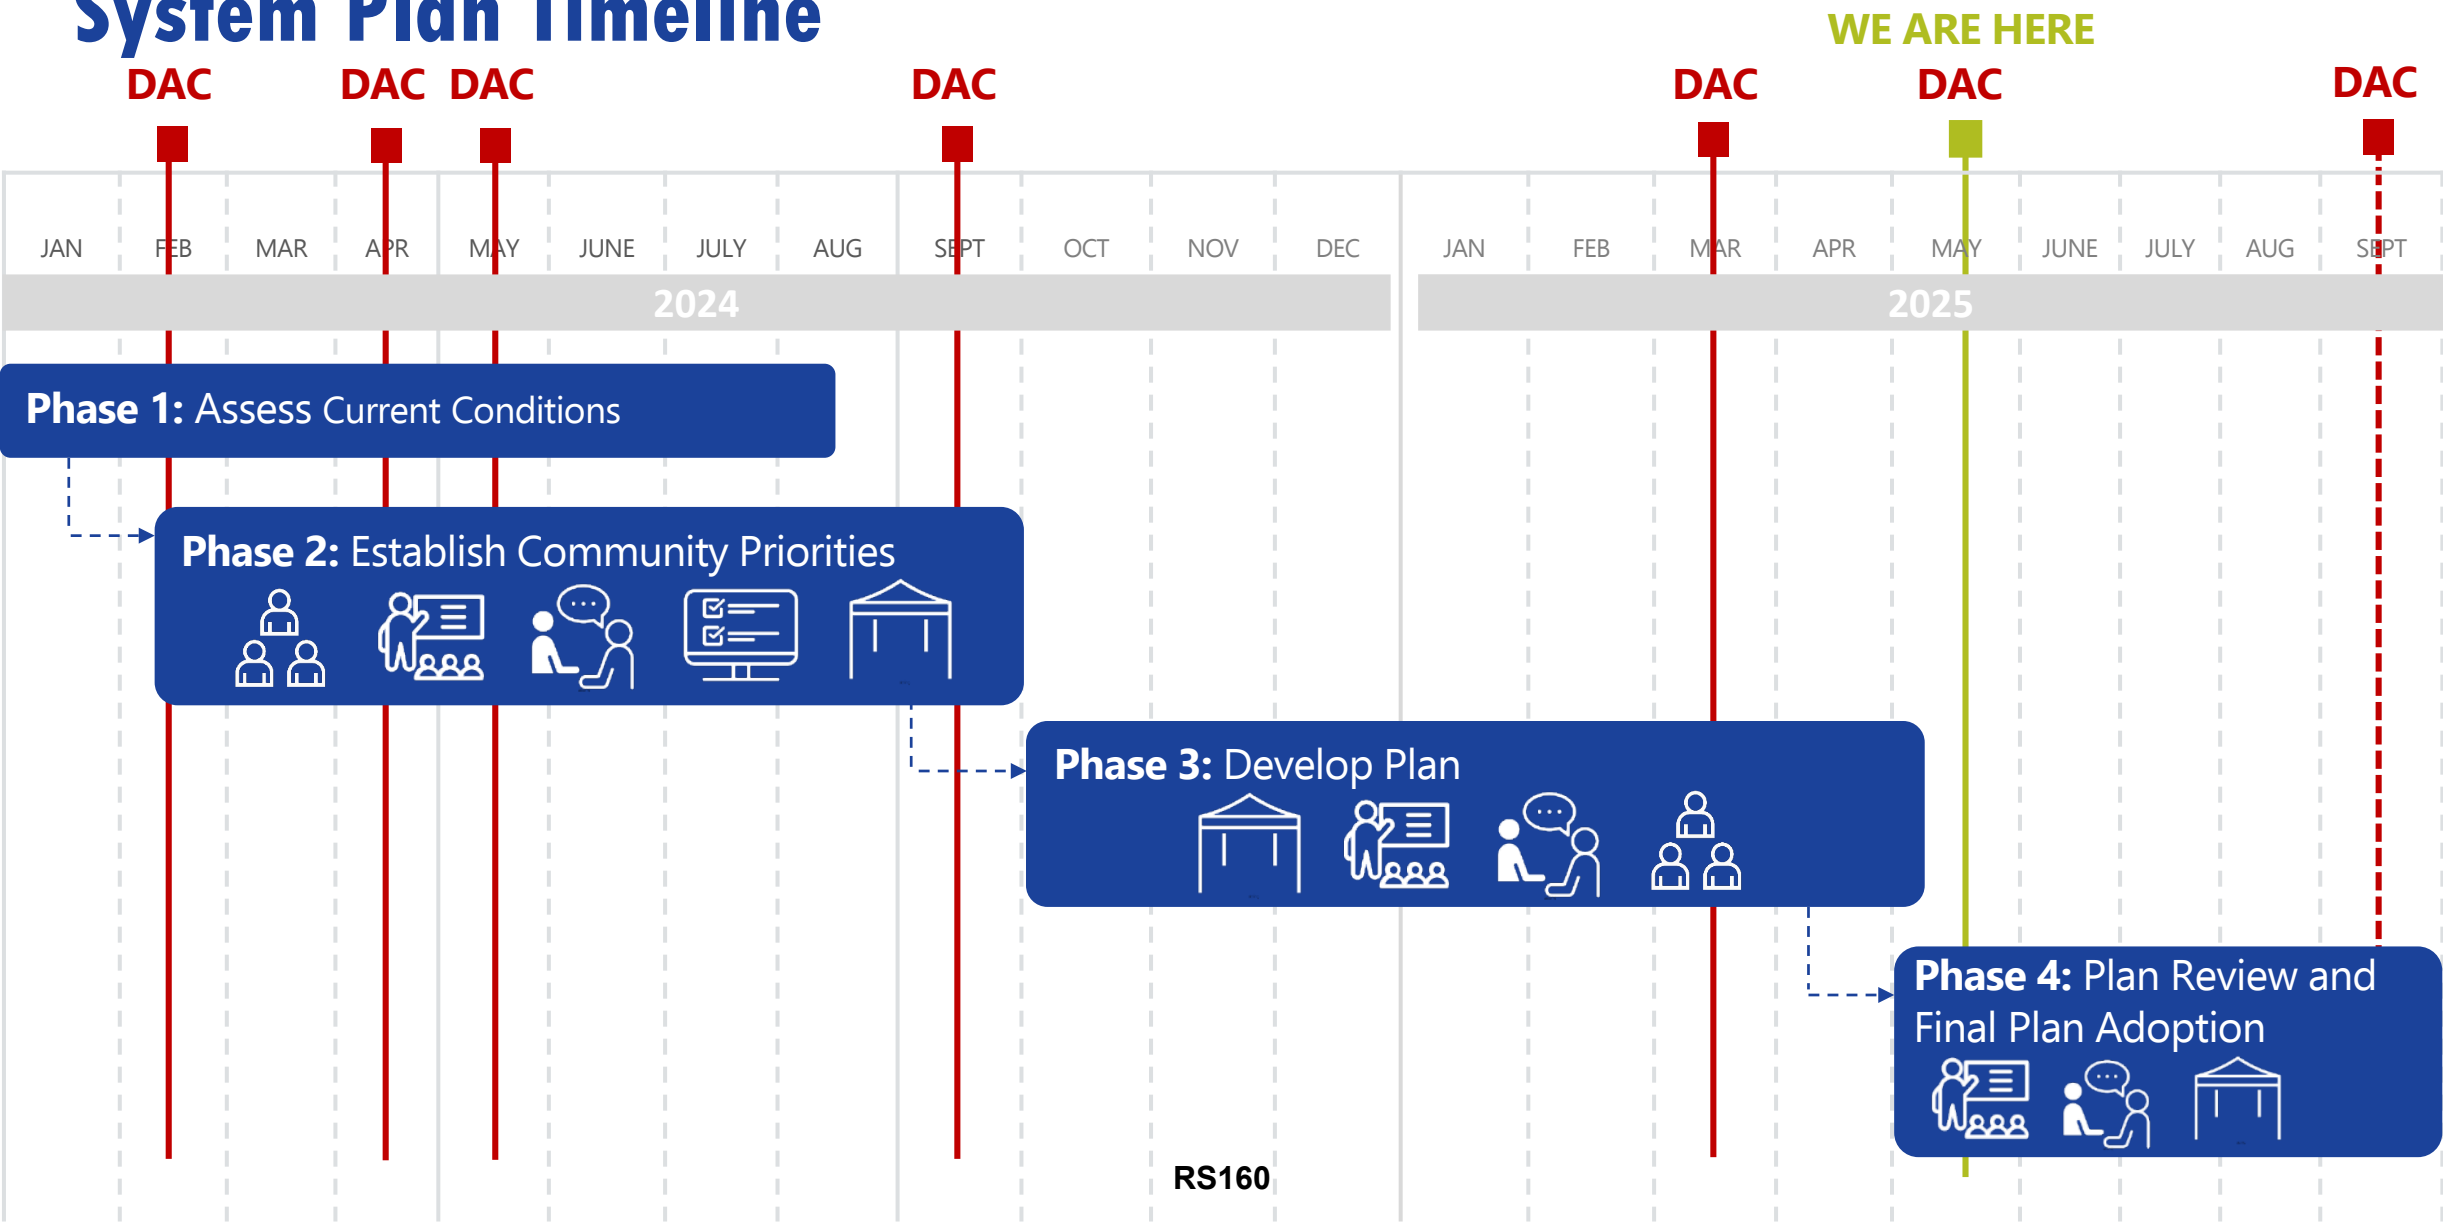 System Plan Timeline
WE ARE HERE
DAC DAC DAC DAC DAC DAC DAC
JAN FEB MAR APR MAY JUNE JULY AUG SEPT OCT NOV DEC JAN FEB MAR APR MAY JUNE JULY AUG SEPT
2024 2025
Phase 1: Assess Current Conditions
Phase 2: Establish Community Priorities
Phase 3: Develop Plan
Phase 4: Plan Review and
Final Plan Adoption
RS160